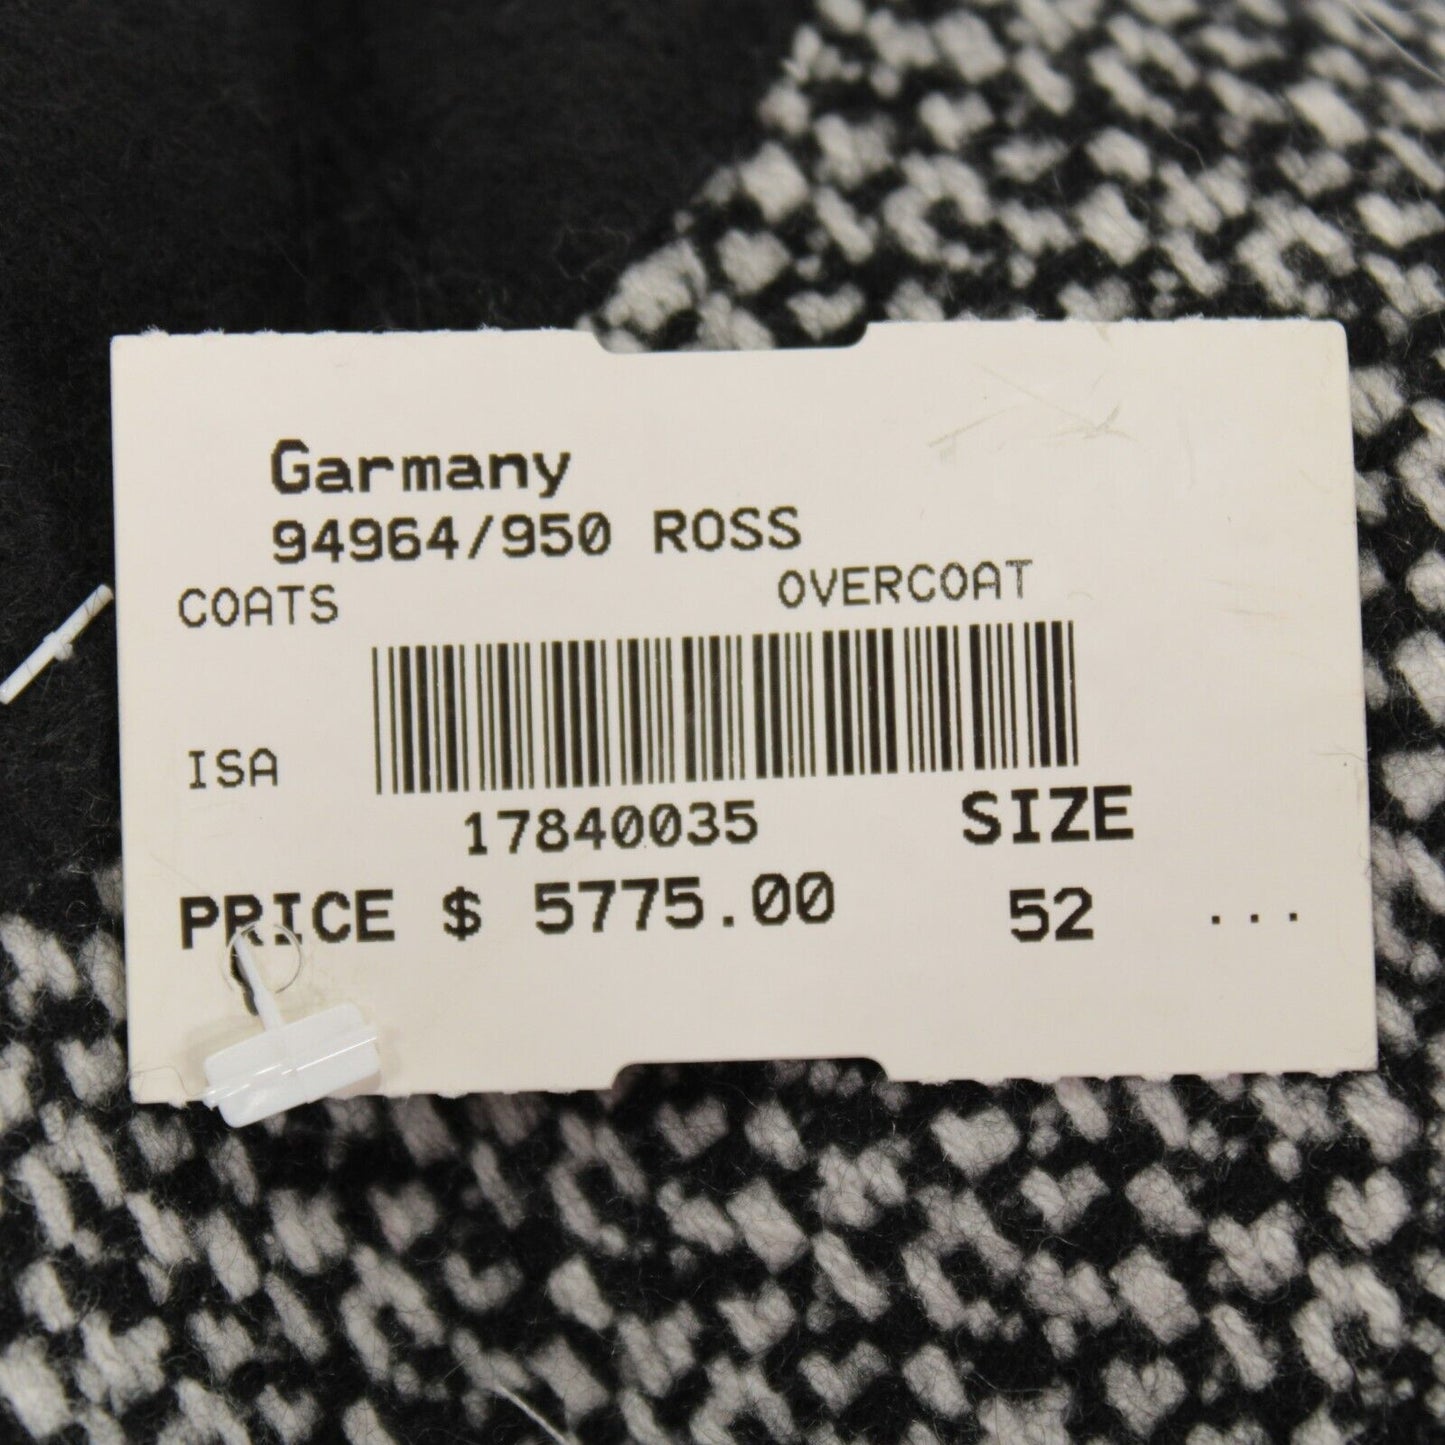 Garmany
94964/950 ROSS
COATS OVERCOAT
ISA
17840035 SIZE
PRICE $ 5775.00 52 ...